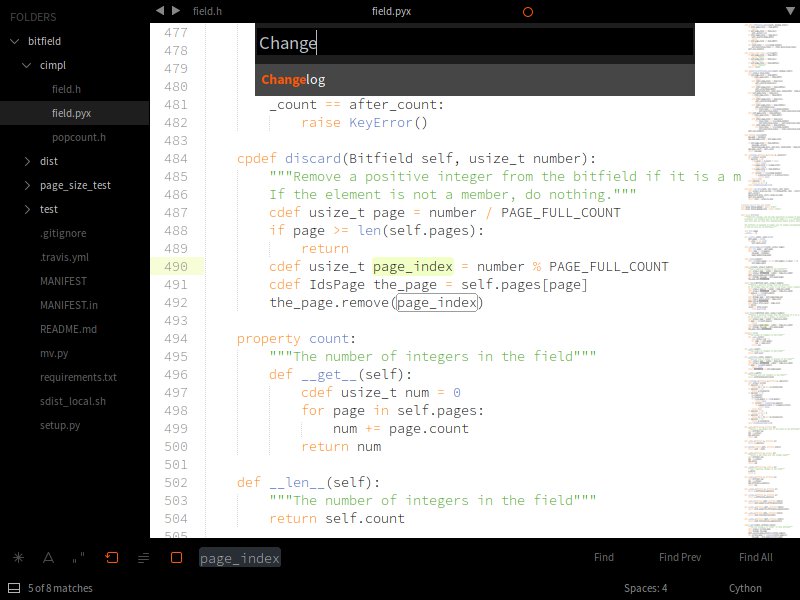 FOLDERS
bitfield
cimpl
field.h
field.pyx
popcount.h
dist
page_size_test
test
.gitignore
.travis.yml
MANIFEST
MANIFEST.in
README.md
mv.py
requirements.txt
sdist_local.sh
setup.py
field.h field.pyx
Change
Changelog
477
478
479
480
481 _count == after_count:
482 raise KeyError()
483
484 cpdef discard(Bitfield self, usize_t number):
485 """Remove a positive integer from the bitfield if it is a m
486 If the element is not a member, do nothing."""
487 cdef usize_t page = number / PAGE_FULL_COUNT
488 if page >= len(self.pages):
489 return
490 cdef usize_t page_index = number % PAGE_FULL_COUNT
491 cdef IdsPage the_page = self.pages[page]
492 the_page.remove(page_index)
493
494 property count:
495 """The number of integers in the field"""
496 def __get__(self):
497 cdef usize_t num = 0
498 for page in self.pages:
499 num += page.count
500 return num
501
502 def __len__(self):
503 """The number of integers in the field"""
504 return self.count
505
page_index
Find Find Prev Find All
5 of 8 matches
Spaces: 4 Cython